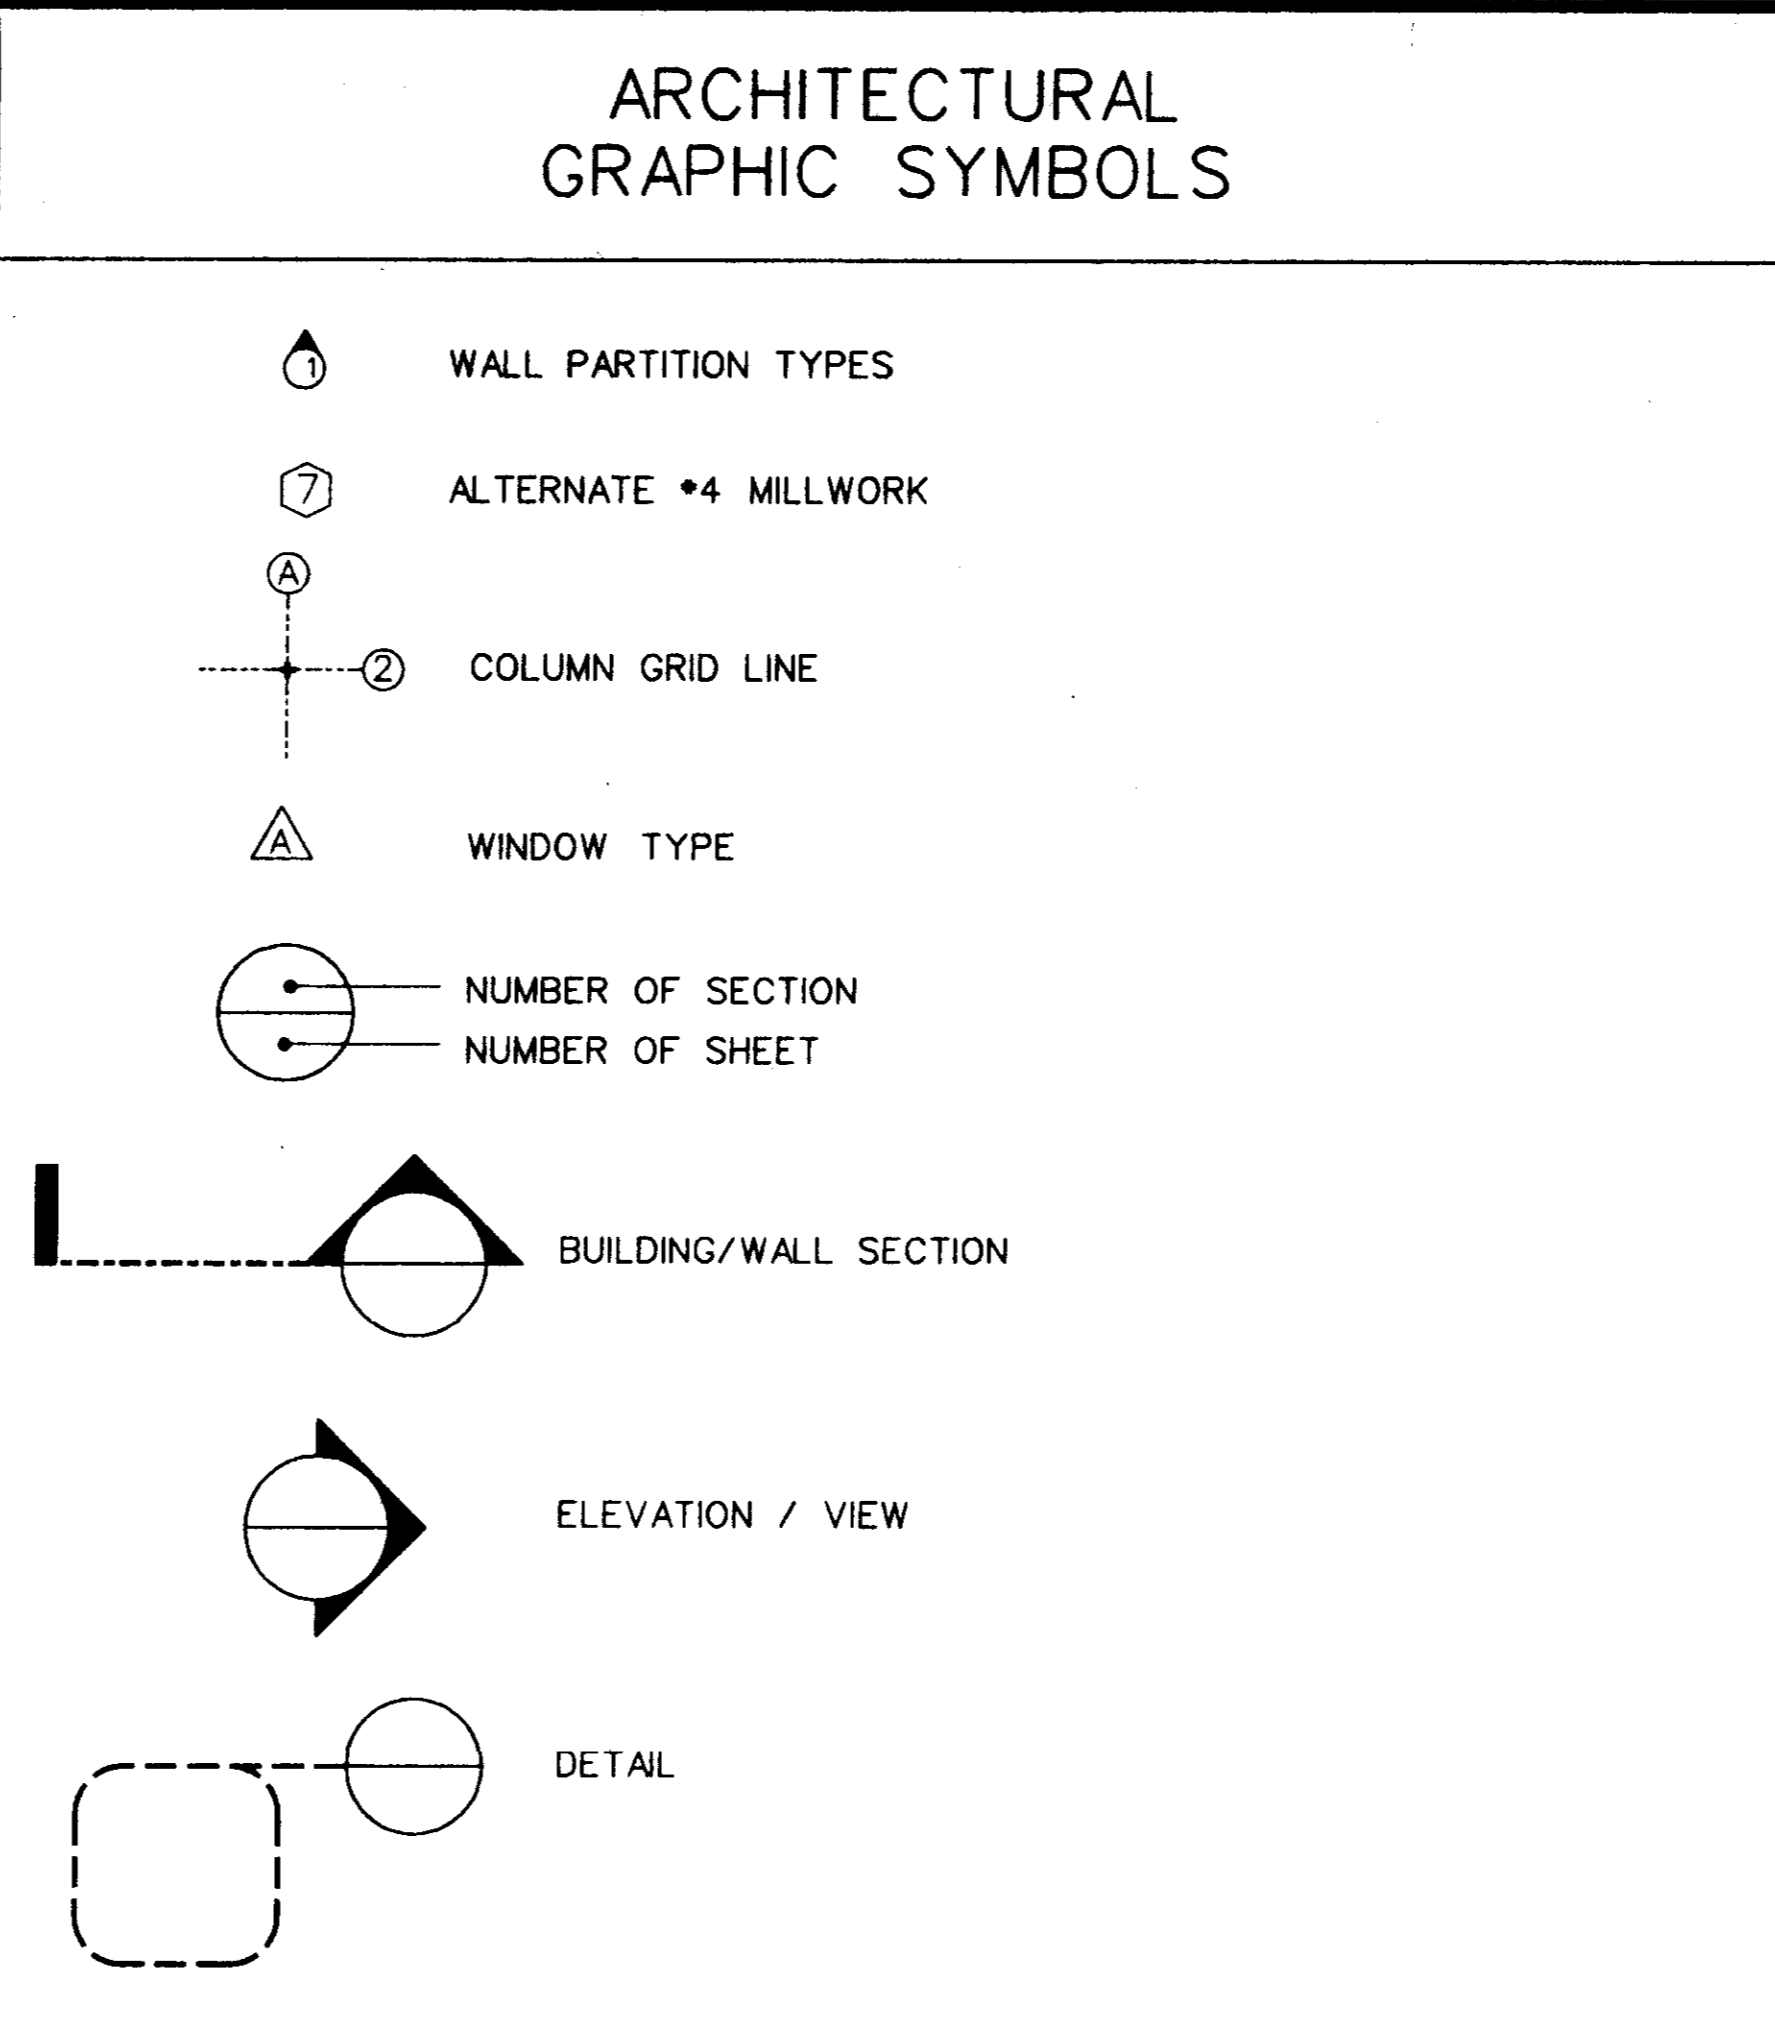 ARCHITECTURAL
GRAPHIC SYMBOLS
1 WALL PARTITION TYPES
7 ALTERNATE #4 MILLWORK
A
2 COLUMN GRID LINE
A WINDOW TYPE
NUMBER OF SECTION
NUMBER OF SHEET
BUILDING/WALL SECTION
ELEVATION / VIEW
DETAIL